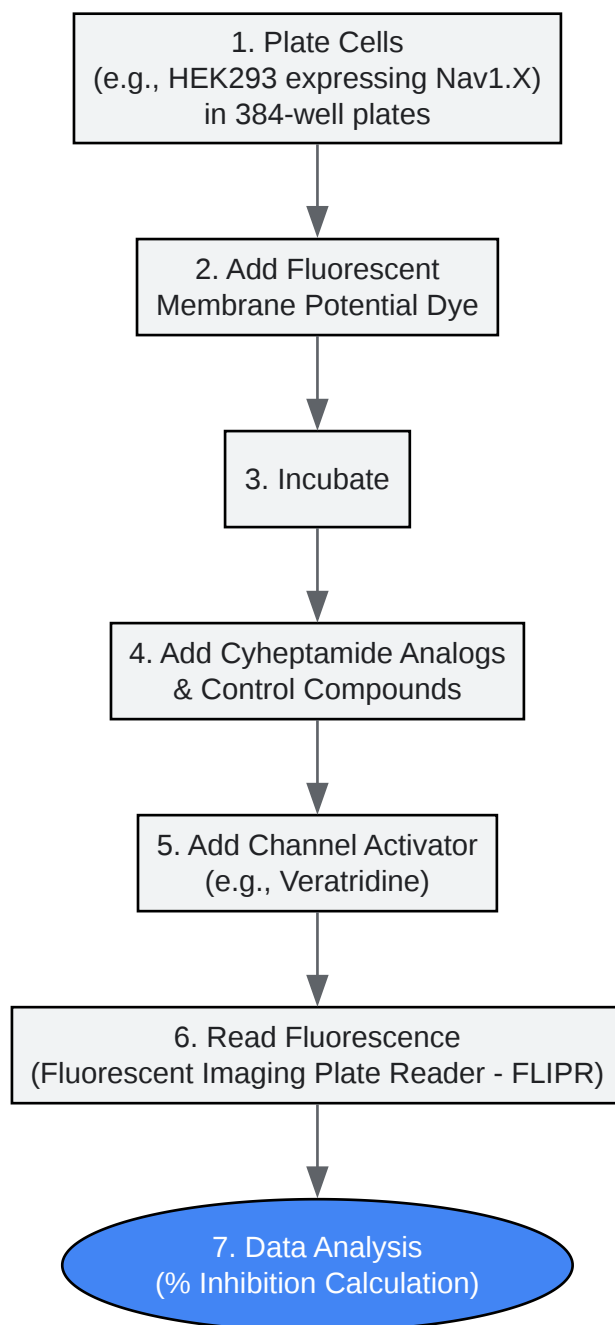 1. Plate Cells
(e.g., HEK293 expressing Nav1.X)
in 384-well plates
2. Add Fluorescent
Membrane Potential Dye
3. Incubate
4. Add Cyheptamide Analogs
& Control Compounds
5. Add Channel Activator
(e.g., Veratridine)
6. Read Fluorescence
(Fluorescent Imaging Plate Reader - FLIPR)
7. Data Analysis
(% Inhibition Calculation)